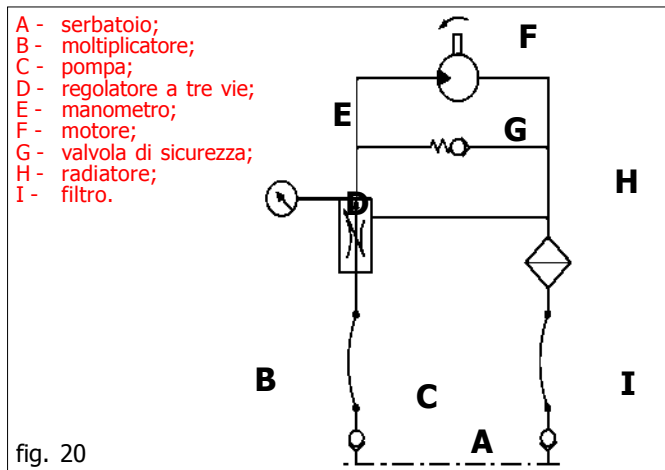 A - serbatoio;
B - moltiplicatore;
C - pompa;
D - regolatore a tre vie;
E - manometro;
F - motore;
G - valvola di sicurezza;
H - radiatore;
I - filtro.
F
E
G
H
D
B
C
I
A
fig. 20